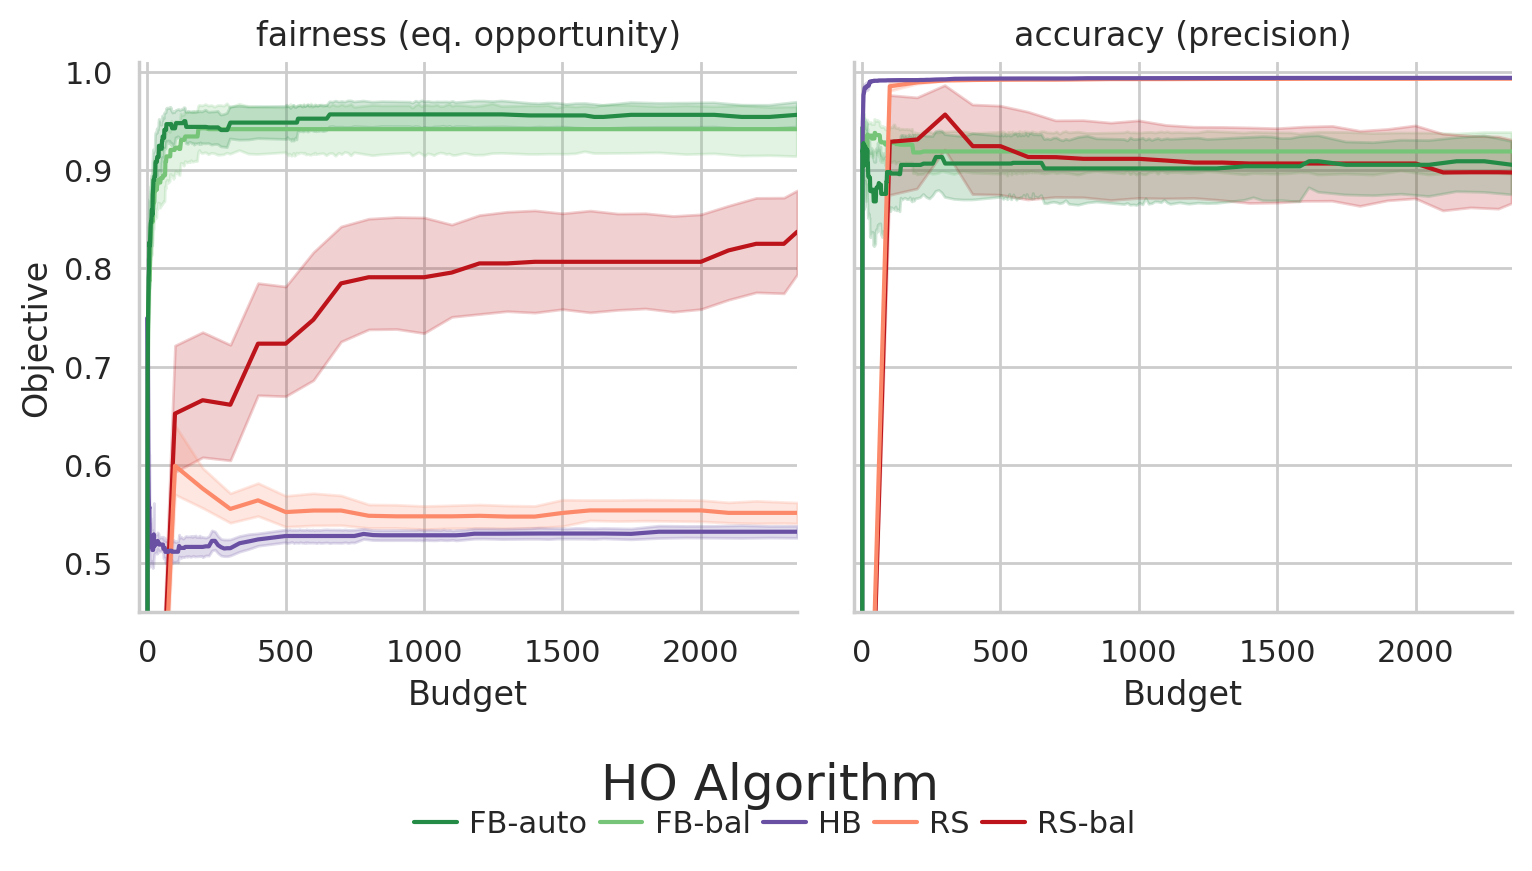 fairness (eq. opportunity)
accuracy (precision)
Objective
1.0
0.9
0.8
0.7
0.6
0.5
0 500 1000 1500 2000
0 500 1000 1500 2000
Budget
Budget
HO Algorithm
FB-auto FB-bal HB RS RS-bal